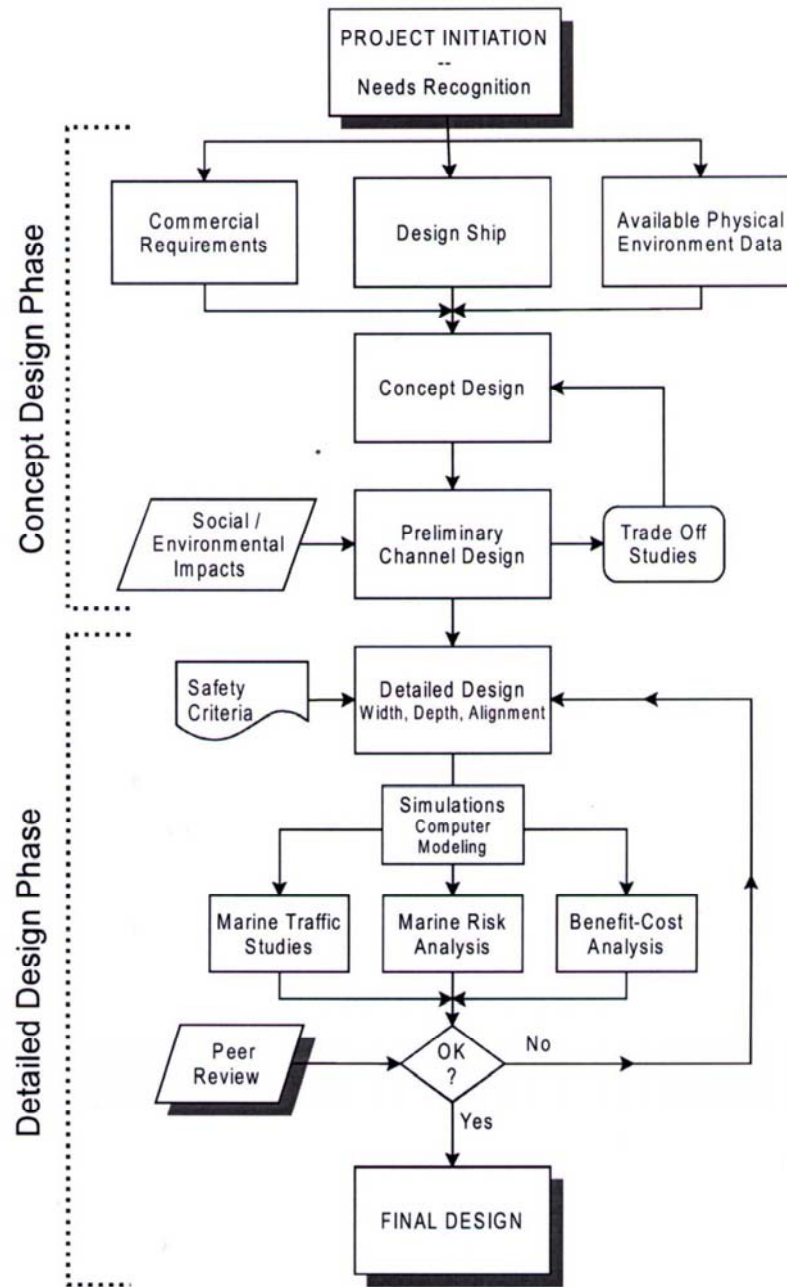 PROJECT INITIATION
--
Needs Recognition
Commercial
Requirements
Design Ship
Available Physical
Environment Data
Concept Design
Concept Design Phase
Social /
Environmental
Impacts
Preliminary
Channel Design
Trade Off
Studies
Safety
Criteria
Detailed Design
Width, Depth, Alignment
Simulations
Computer
Modeling
Marine Traffic
Studies
Marine Risk
Analysis
Benefit-Cost
Analysis
Detailed Design Phase
Peer
Review
OK
?
No
Yes
FINAL DESIGN